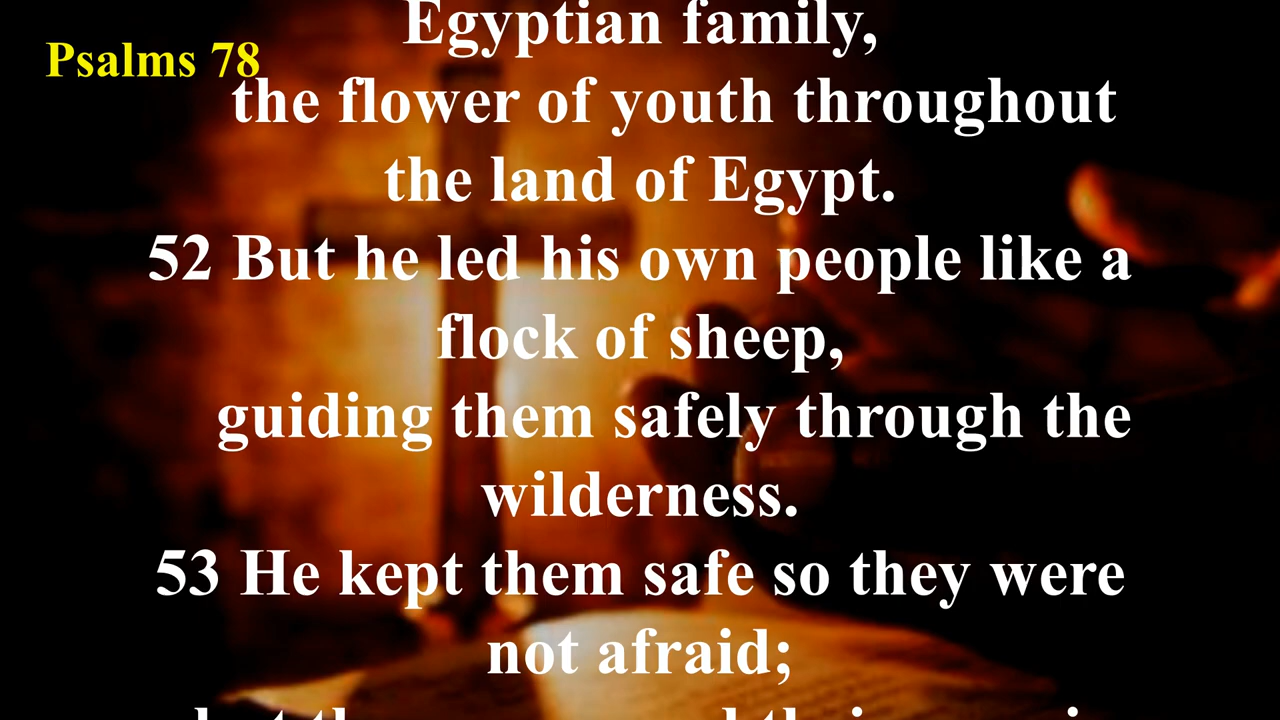 Egyptian family,
Psalms 78
the flower of youth throughout
the land of Egypt.
52 But he led his own people like a
flock of sheep,
guiding them safely through the
wilderness.
53 He kept them safe so they were
not afraid;